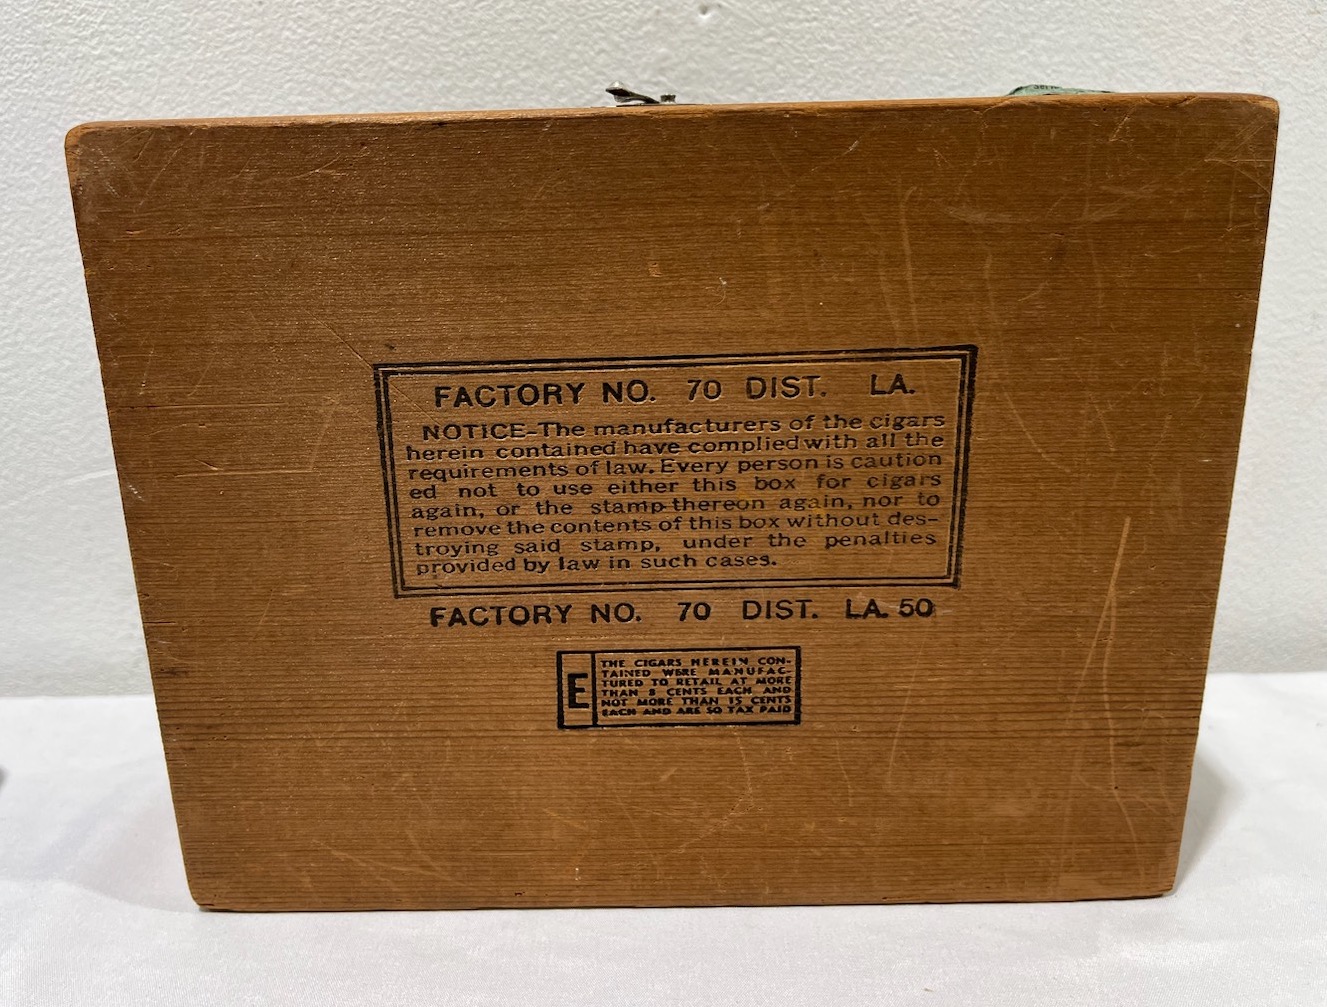 FACTORY NO. 70 DIST. LA.
NOTICE-The manufacturers of the cigars
herein contained have complied with all the
requirements of law. Every person is caution
ed not to use either this box for cigars
again, or the stamp thereon again, nor to
remove the contents of this box without des-
troying said stamp, under the penalties
provided by law in such cases.
FACTORY NO. 70 DIST. LA. 50
E
THE CIGARS HEREIN CON-
TAINED WERE MANUFAC-
TURED TO RETAIL AT MORE
THAN 8 CENTS EACH AND
NOT MORE THAN 15 CENTS
EACH AND ARE SO TAX PAID